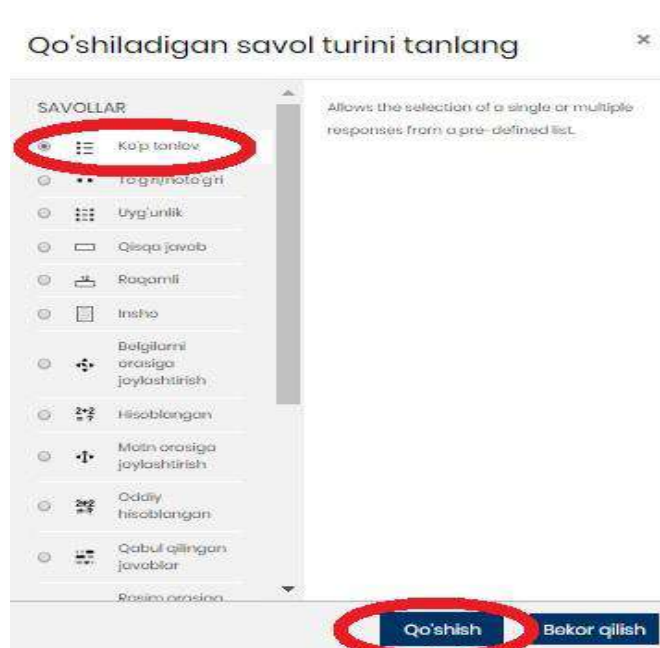 Qo'shiladigan savol turini tanlang
×
SAVOLLAR
Ko'p tanlov
To'g'ri/noto'g'ri
Uyg'unlik
Qisqa javob
Raqamli
Insho
Belgilarni
orasiga
joylashtirish
Hisoblangan
Matn orasiga
joylashtirish
Oddiy
hisoblangan
Qabul qilingan
javoblar
Rasim orasiga
Allows the selection of a single or multiple
responses from a pre-defined list.
Qo'shish
Bekor qilish